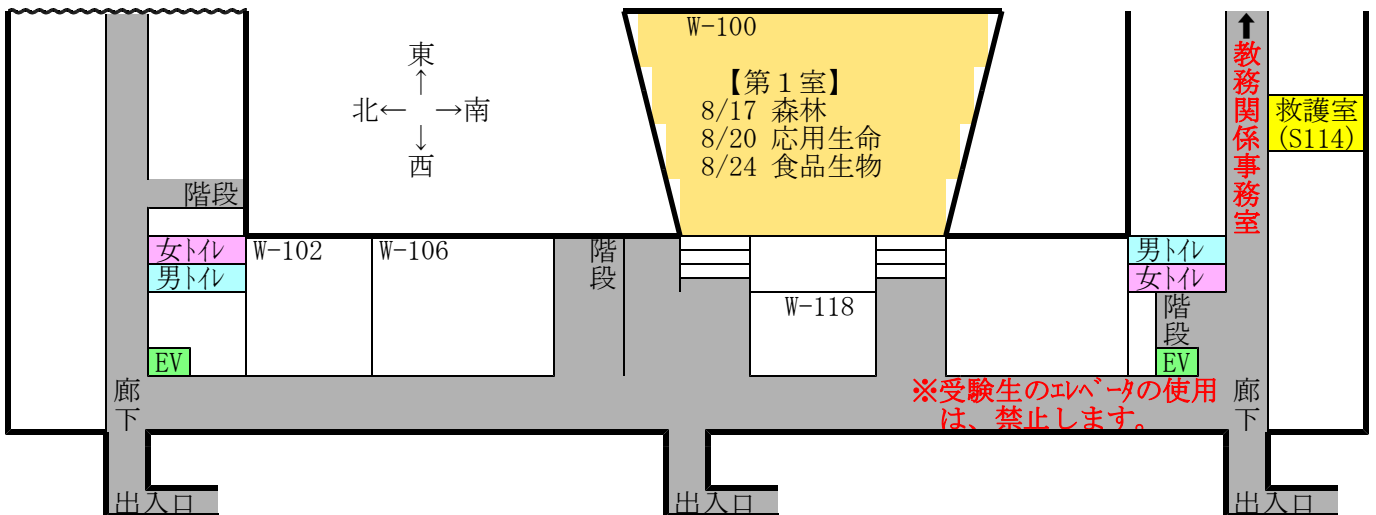 W-100
【第1室】
8/17 森林
8/20 応用生命
8/24 食品生物
東
↑
北← →南
↓
西
↑教務関係事務室
救護室
(S114)
階段
女トイレ
男トイレ
W-102
W-106
階段
W-118
男トイレ
女トイレ
階段
EV
EV
廊下
※受験生のエレベータの使用
は、禁止します。
廊下
出入口
出入口
出入口